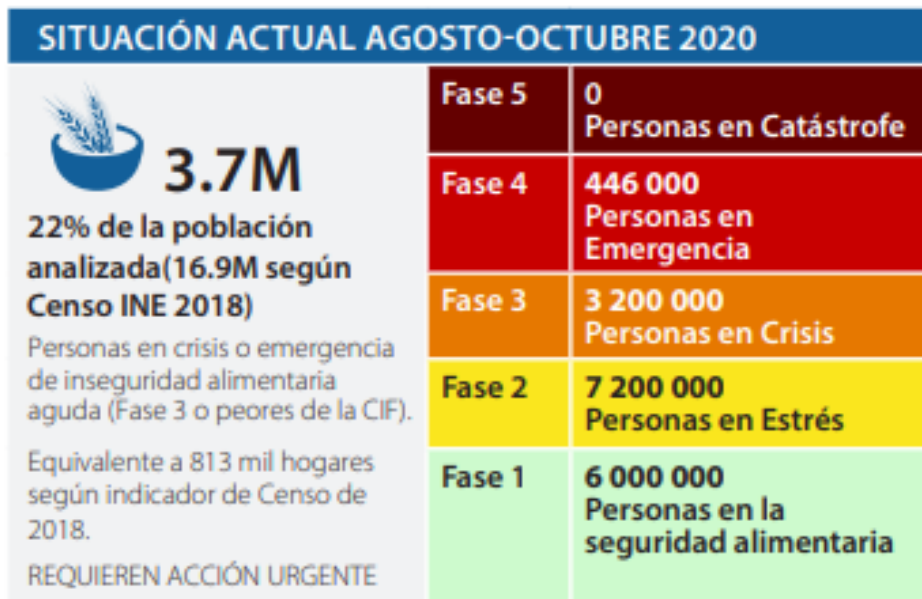 SITUACIÓN ACTUAL AGOSTO-OCTUBRE 2020
3.7M
22% de la población
analizada(16.9M según
Censo INE 2018)
Personas en crisis o emergencia
de inseguridad alimentaria
aguda (Fase 3 o peores de la CIF).
Equivalente a 813 mil hogares
según indicador de Censo de
2018.
REQUIEREN ACCIÓN URGENTE
Fase 5
0
Personas en Catástrofe
Fase 4
446 000
Personas en
Emergencia
Fase 3
3 200 000
Personas en Crisis
Fase 2
7 200 000
Personas en Estrés
Fase 1
6 000 000
Personas en la
seguridad alimentaria